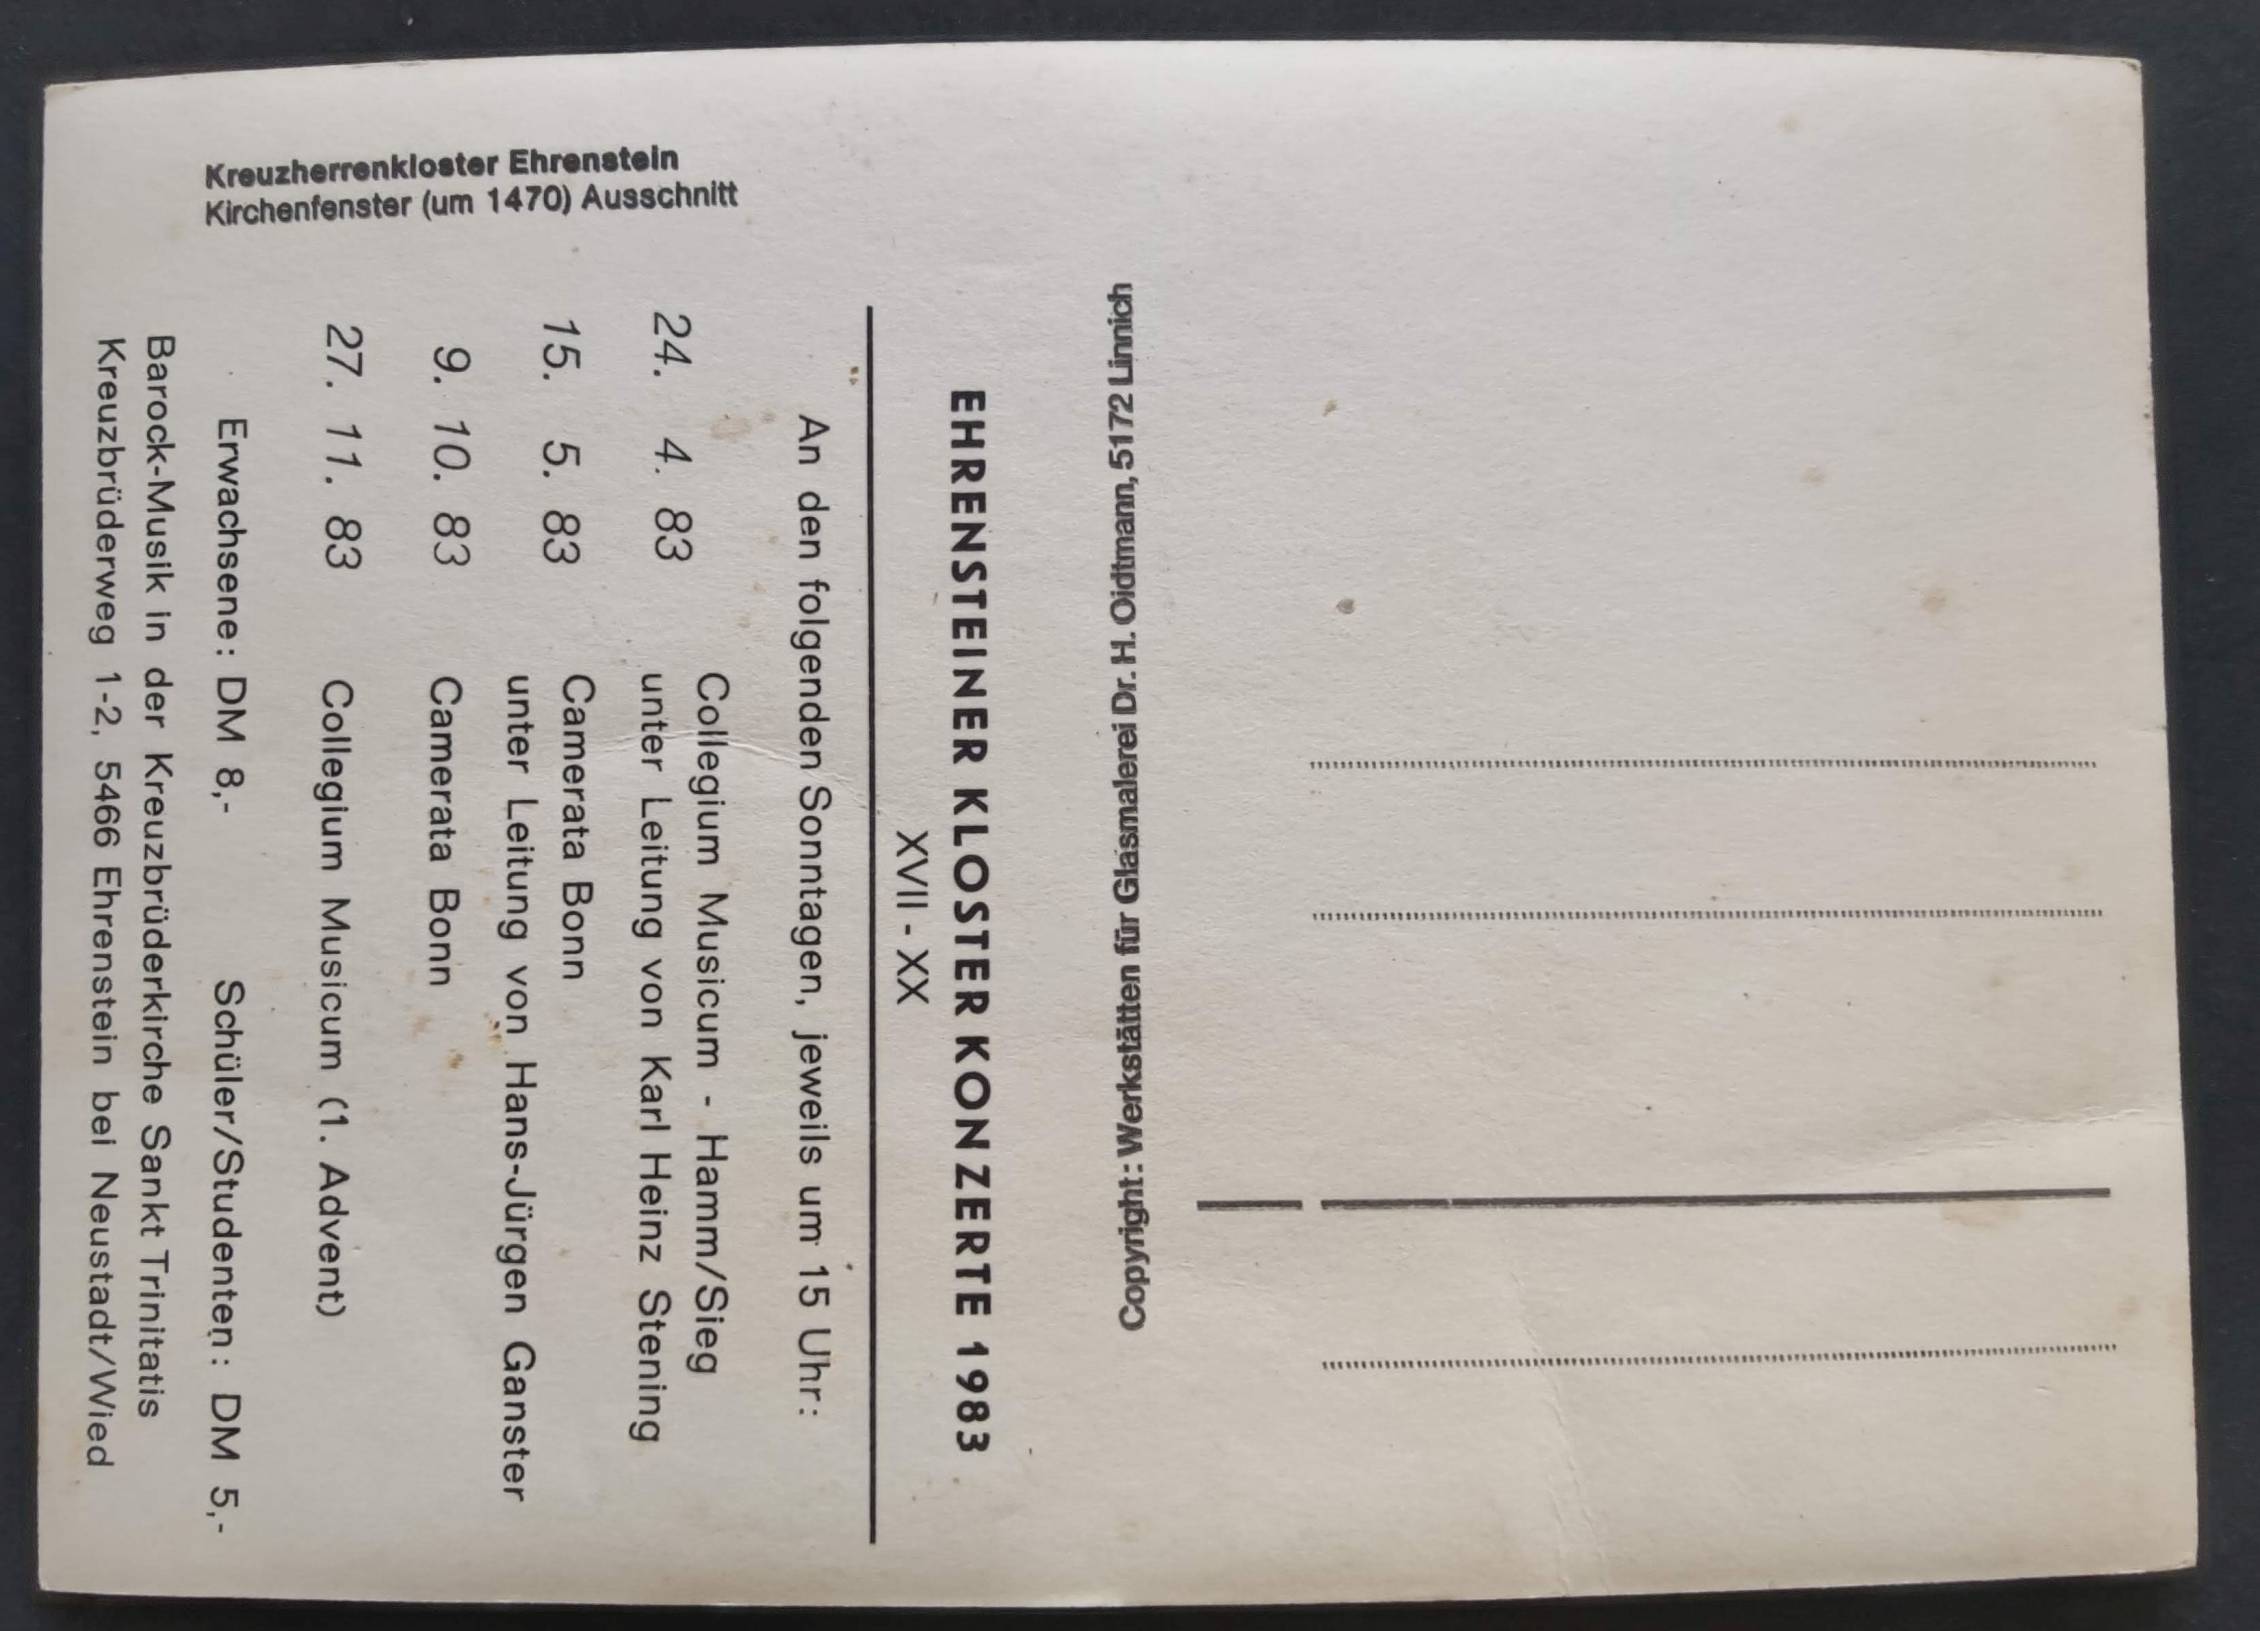 Kreuzherrenkloster Ehrenstein
Kirchenfenster (um 1470) Ausschnitt
Copyright: Werkstätten für Glasmalerei Dr. H. Oidtmann, 5172 Linnich
EHRENSTEINER KLOSTER KONZERTE 1983
XVII - XX
An den folgenden Sonntagen, jeweils um 15 Uhr:
24. 4. 83 Collegium Musicum - Hamm/Sieg
unter Leitung von Karl Heinz Stening
15. 5. 83 Camerata Bonn
unter Leitung von Hans-Jürgen Ganster
9. 10. 83 Camerata Bonn
27. 11. 83 Collegium Musicum (1. Advent)
Erwachsene: DM 8,- Schüler/Studenten: DM 5,-
Barock-Musik in der Kreuzbrüderkirche Sankt Trinitatis
Kreuzbrüderweg 1-2, 5466 Ehrenstein bei Neustadt/Wied